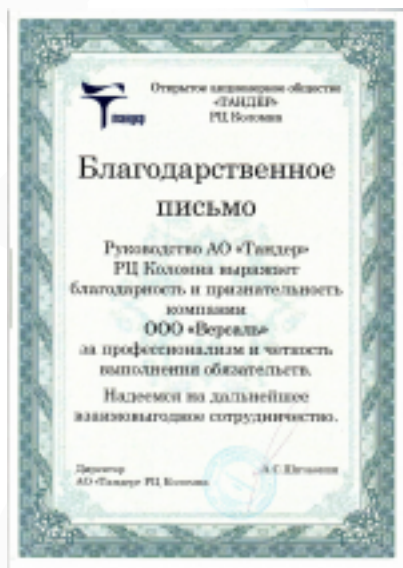 Открытое акционерное общество
«ТАНДЕР»
РЦ Коломна
Тандер
Благодарственное
письмо
Руководство АО «Тандер»
РЦ Коломна выражает
благодарность и признательность
компании
ООО «Версаль»
за профессионализм и четкость
выполнения обязательств.
Надеемся на дальнейшее
взаимовыгодное сотрудничество.
Директор
АО «Тандер» РЦ Коломна